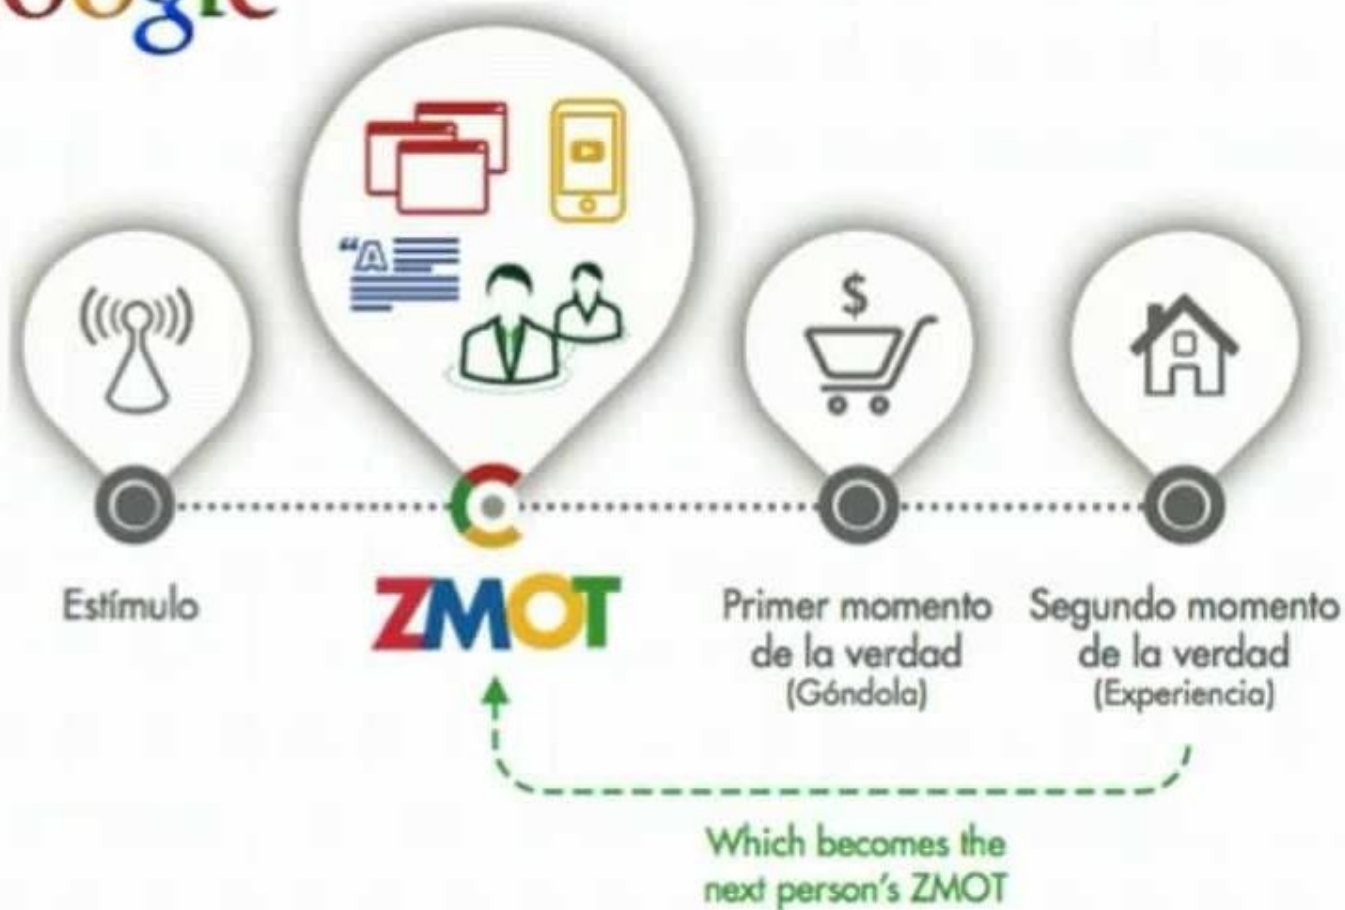 Google
"A
$
Estímulo
ZMOT
Primer momento
de la verdad
(Góndola)
Segundo momento
de la verdad
(Experiencia)
Which becomes the
next person's ZMOT